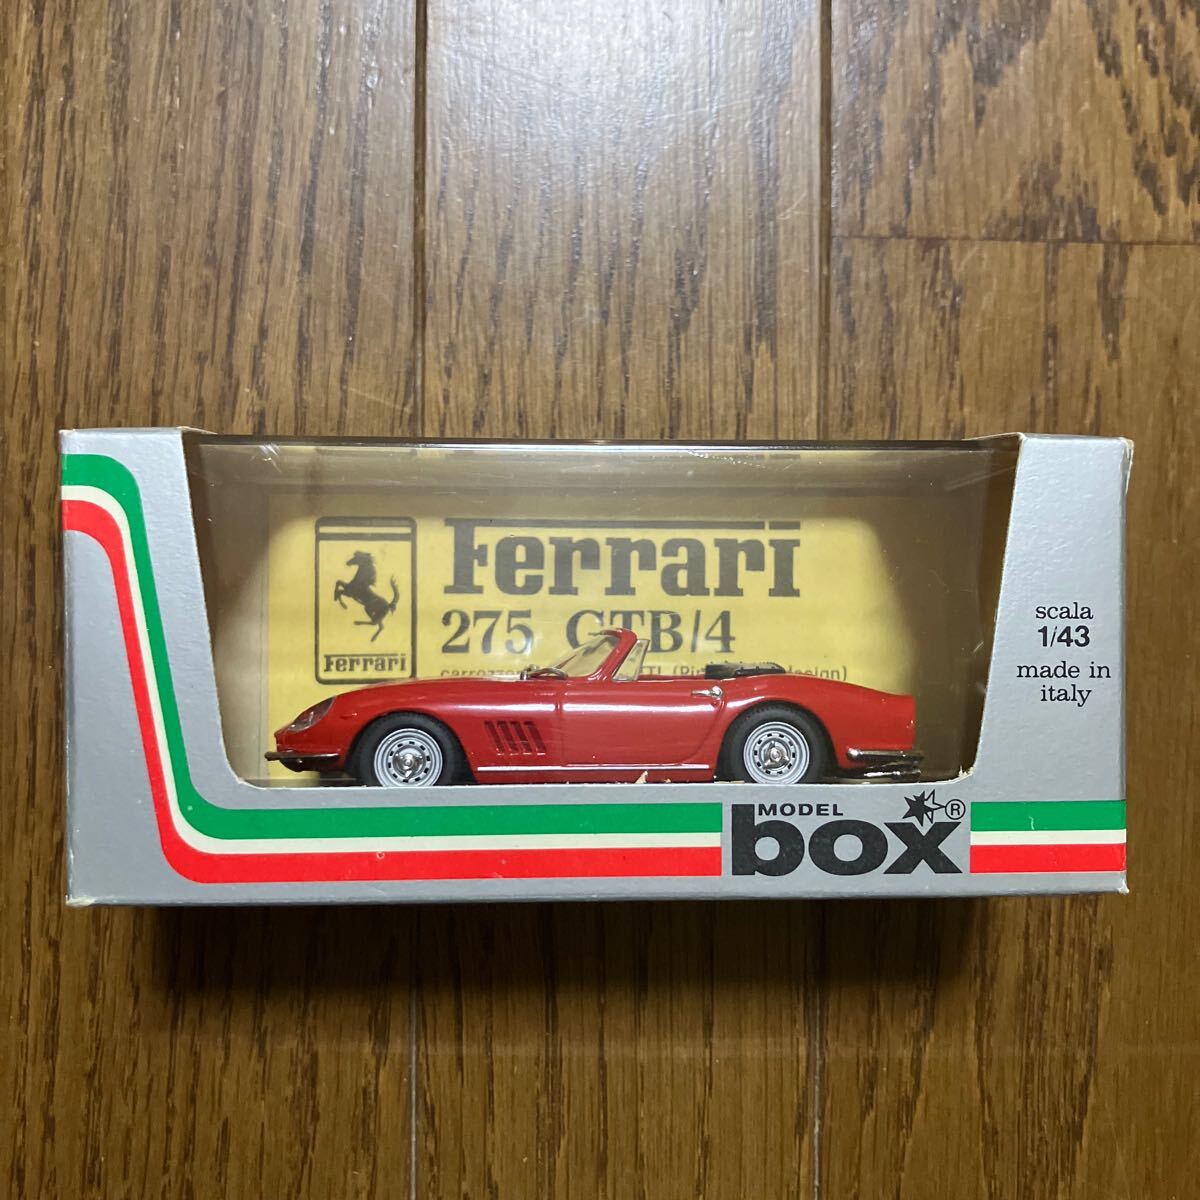 Ferrari
275 GTB/4
Ferrari
scala
1/43
made in
italy
MODEL
box ®